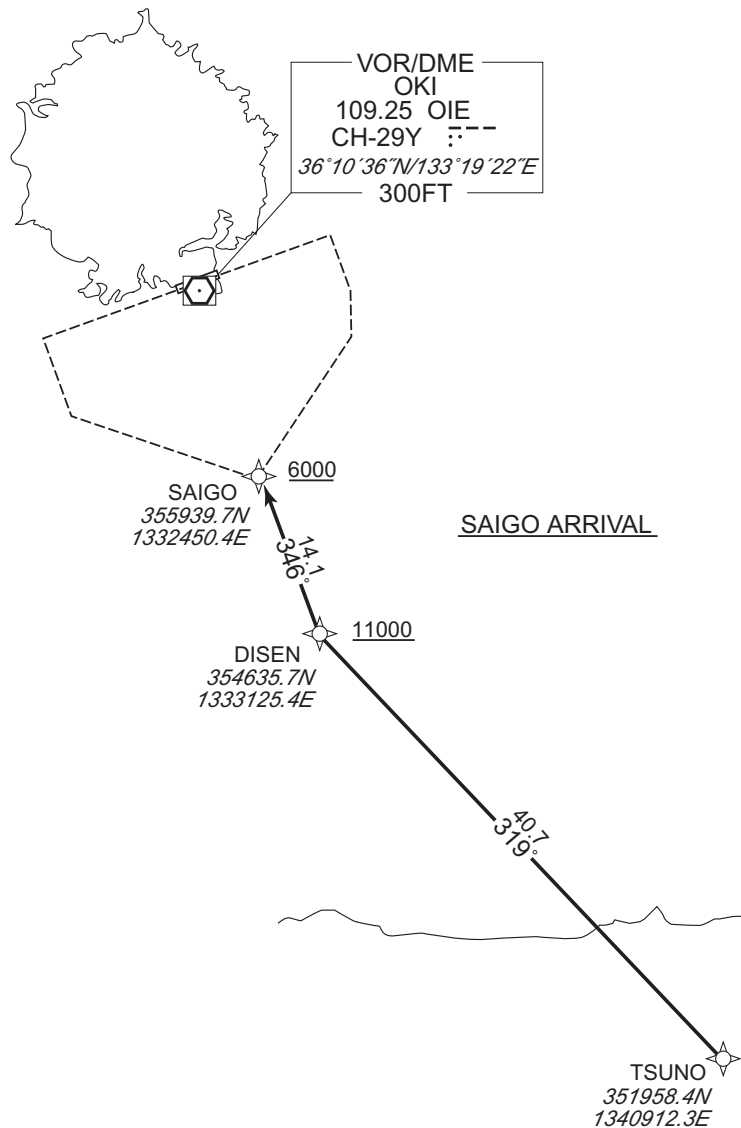 VOR/DME
OKI
109.25 OIE
CH-29Y
36°10´36˝N/133°19´22˝E
300FT
6000
SAIGO
355939.7N
1332450.4E
SAIGO ARRIVAL
14.1
346°
11000
DISEN
354635.7N
1333125.4E
40.7
319°
TSUNO
351958.4N
1340912.3E